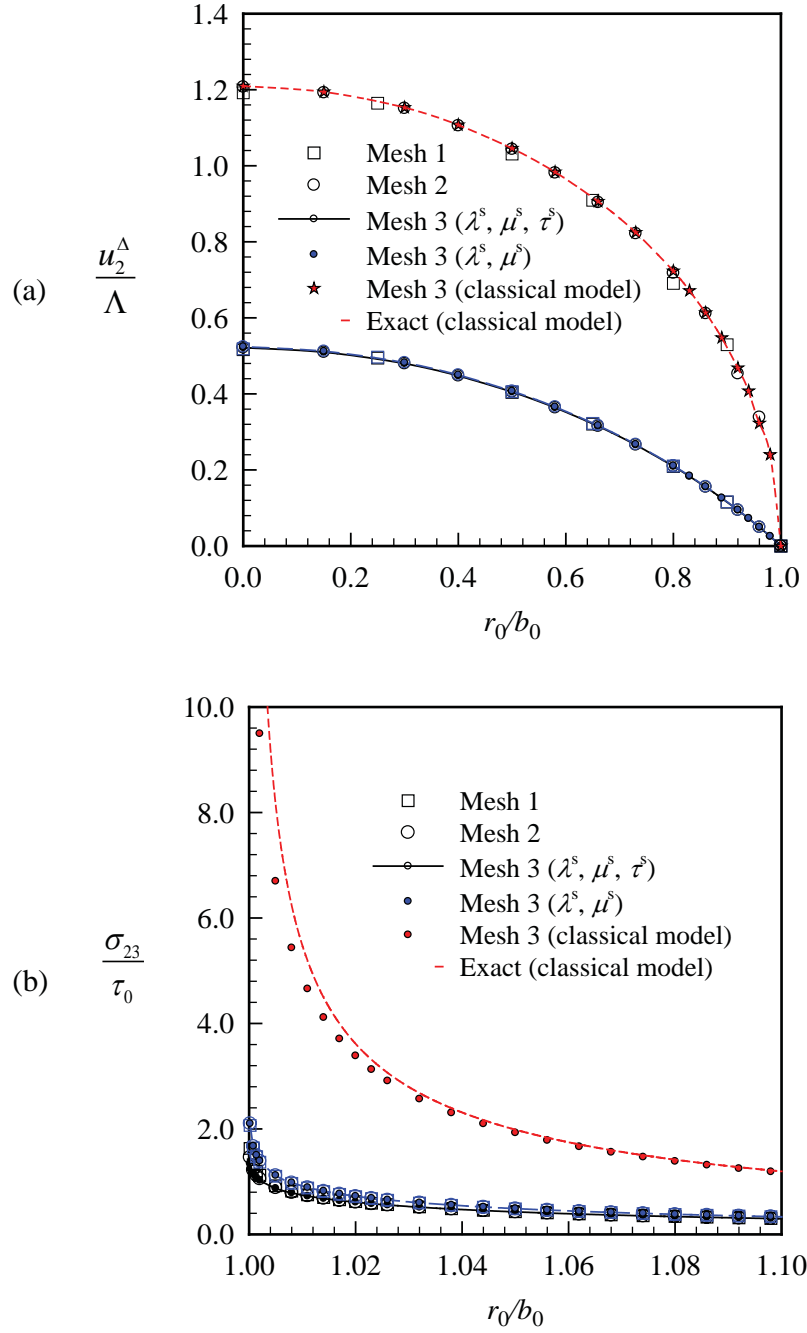 (a)
u₂^Δ
Λ
1.4
1.2
1.0
0.8
0.6
0.4
0.2
0.0
Mesh 1
Mesh 2
Mesh 3 (λˢ, μˢ, τˢ)
Mesh 3 (λˢ, μˢ)
Mesh 3 (classical model)
Exact (classical model)
0.0 0.2 0.4 0.6 0.8 1.0
r₀/b₀
(b)
σ₂₃
τ₀
10.0
8.0
6.0
4.0
2.0
0.0
Mesh 1
Mesh 2
Mesh 3 (λˢ, μˢ, τˢ)
Mesh 3 (λˢ, μˢ)
Mesh 3 (classical model)
Exact (classical model)
1.00 1.02 1.04 1.06 1.08 1.10
r₀/b₀